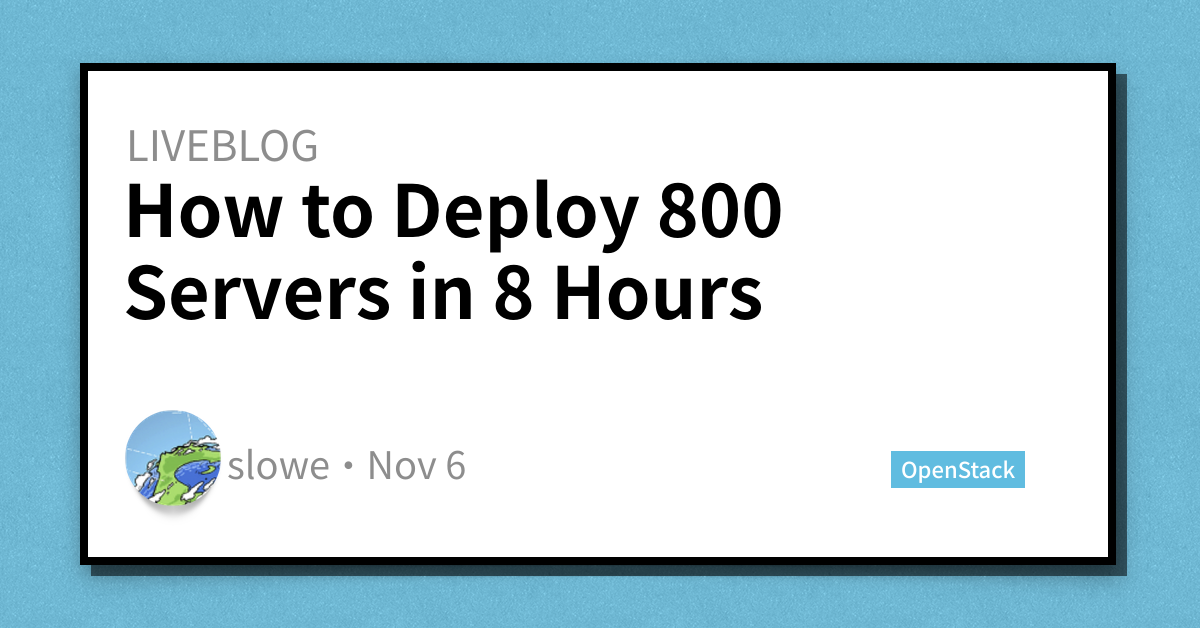 LIVEBLOG
How to Deploy 800
Servers in 8 Hours
slowe • Nov 6
OpenStack